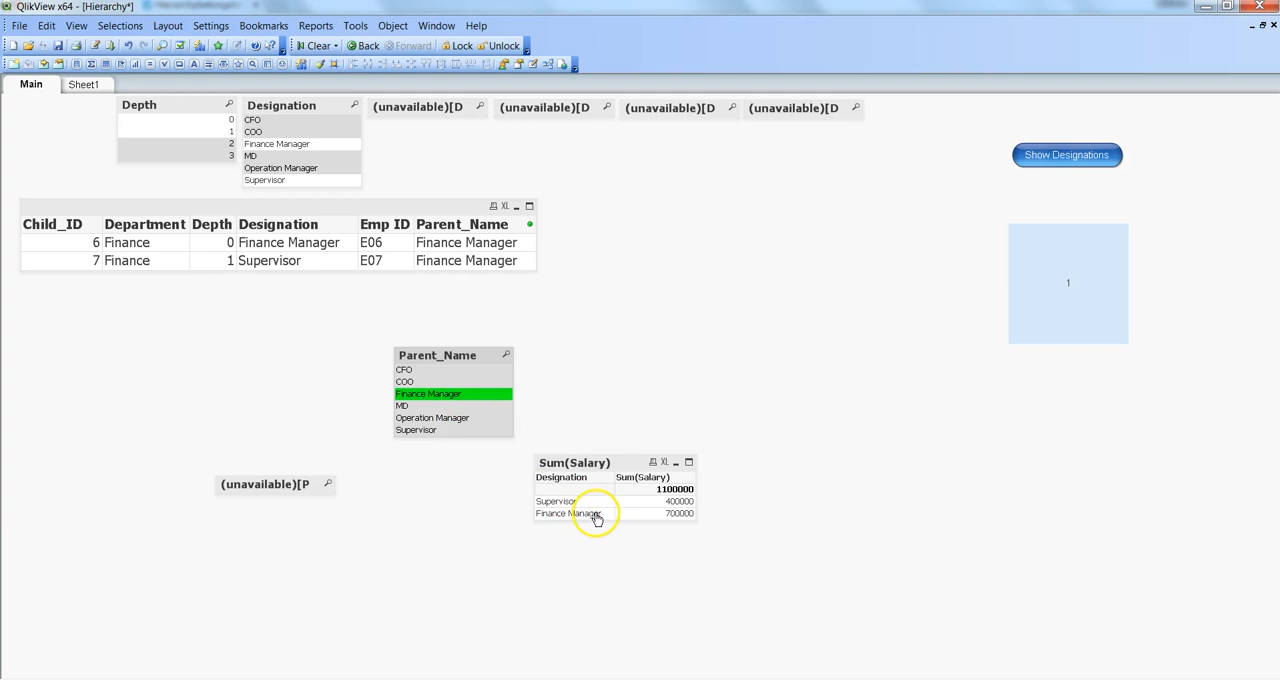 QlikView x64 - [Hierarchy*]
File Edit View Selections Layout Settings Bookmarks Reports Tools Object Window Help
Clear Back Forward Lock Unlock
Main Sheet1
Depth
0
1
2
3
Designation
CFO
COO
Finance Manager
MD
Operation Manager
Supervisor
(unavailable)[D
(unavailable)[D
(unavailable)[D
(unavailable)[D
Show Designations
XL
Child_ID Department Depth Designation Emp ID Parent_Name
6 Finance 0 Finance Manager E06 Finance Manager
7 Finance 1 Supervisor E07 Finance Manager
1
Parent_Name
CFO
COO
Finance Manager
MD
Operation Manager
Supervisor
(unavailable)[P
Sum(Salary) XL
Designation Sum(Salary)
1100000
Supervisor 400000
Finance Manager 700000